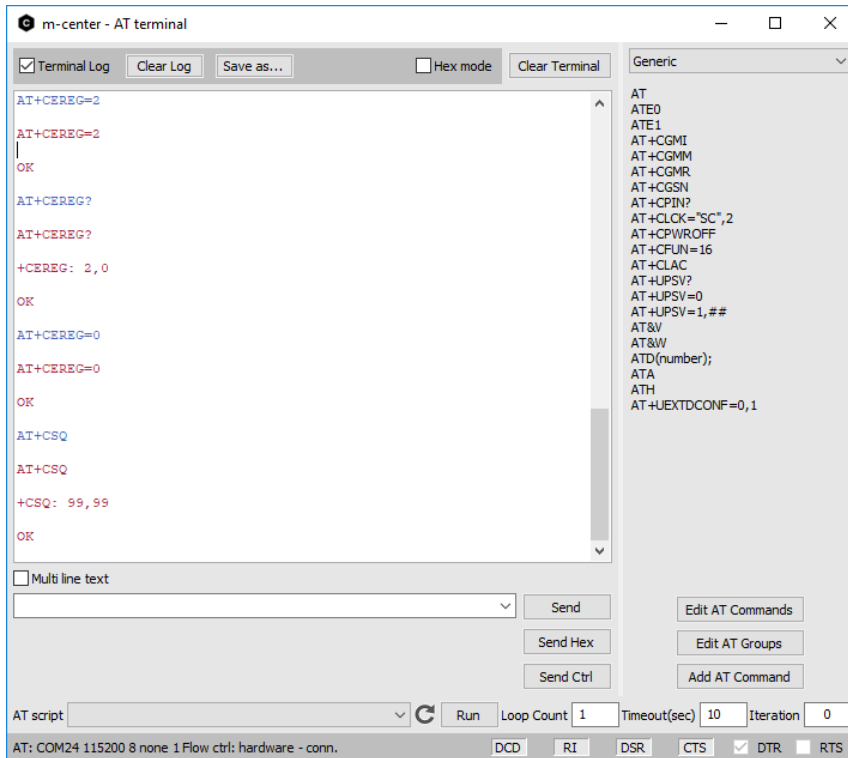 m-center - AT terminal
Terminal Log Clear Log Save as... Hex mode Clear Terminal
AT+CEREG=2
AT+CEREG=2
OK
AT+CEREG?
AT+CEREG?
+CEREG: 2,0
OK
AT+CEREG=0
AT+CEREG=0
OK
AT+CSQ
AT+CSQ
+CSQ: 99,99
OK
Multi line text
Send
Send Hex
Send Ctrl
Generic
AT
ATE0
ATE1
AT+CGMI
AT+CGMM
AT+CGMR
AT+CGSN
AT+CPIN?
AT+CLCK="SC",2
AT+CPWROFF
AT+CFUN=16
AT+CLAC
AT+UPSV?
AT+UPSV=0
AT+UPSV=1,##
AT&V
AT&W
ATD(number);
ATA
ATH
AT+UEXTDCONF=0,1
Edit AT Commands
Edit AT Groups
Add AT Command
AT script Run Loop Count 1 Timeout(sec) 10 Iteration 0
AT: COM24 115200 8 none 1 Flow ctrl: hardware - conn. DCD RI DSR CTS DTR RTS